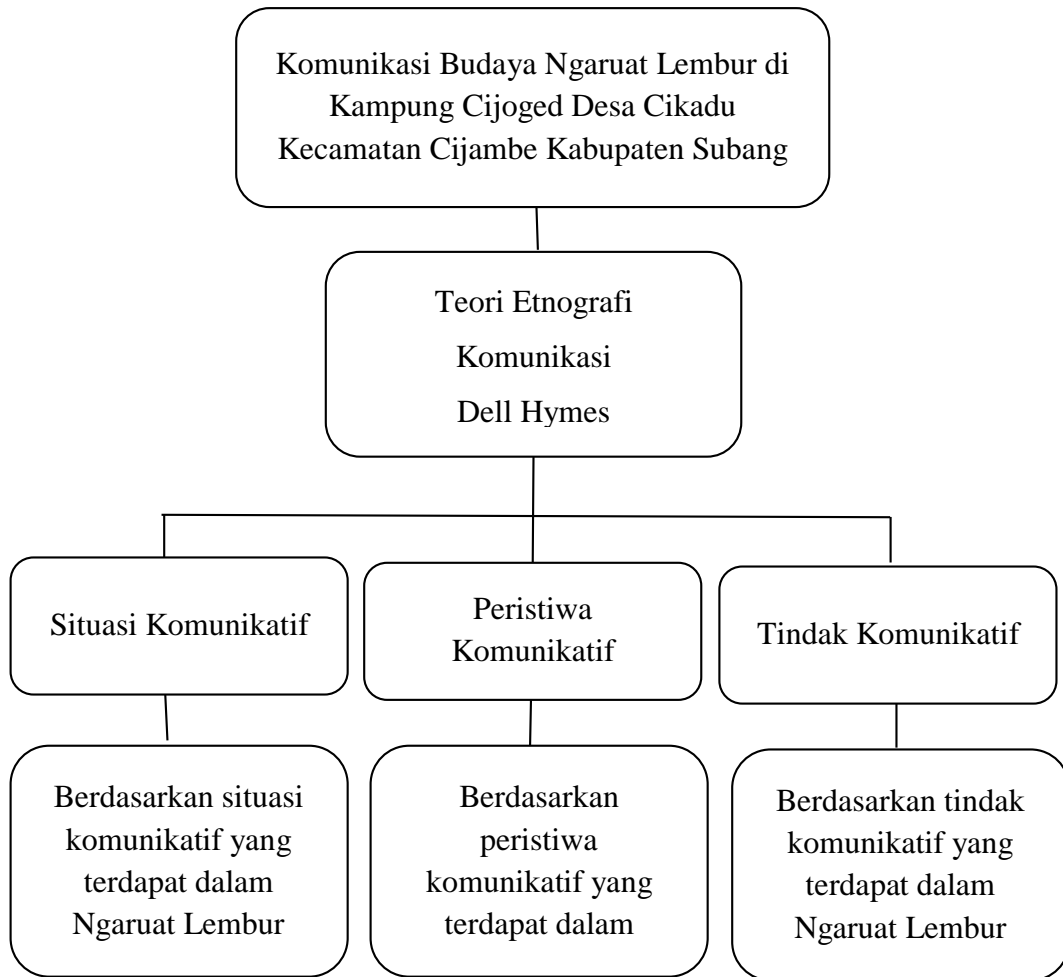 Komunikasi Budaya Ngaruat Lembur di
Kampung Cijoged Desa Cikadu
Kecamatan Cijambe Kabupaten Subang
Teori Etnografi
Komunikasi
Dell Hymes
Situasi Komunikatif
Peristiwa
Komunikatif
Tindak Komunikatif
Berdasarkan situasi
komunikatif yang
terdapat dalam
Ngaruat Lembur
Berdasarkan
peristiwa
komunikatif yang
terdapat dalam
Berdasarkan tindak
komunikatif yang
terdapat dalam
Ngaruat Lembur